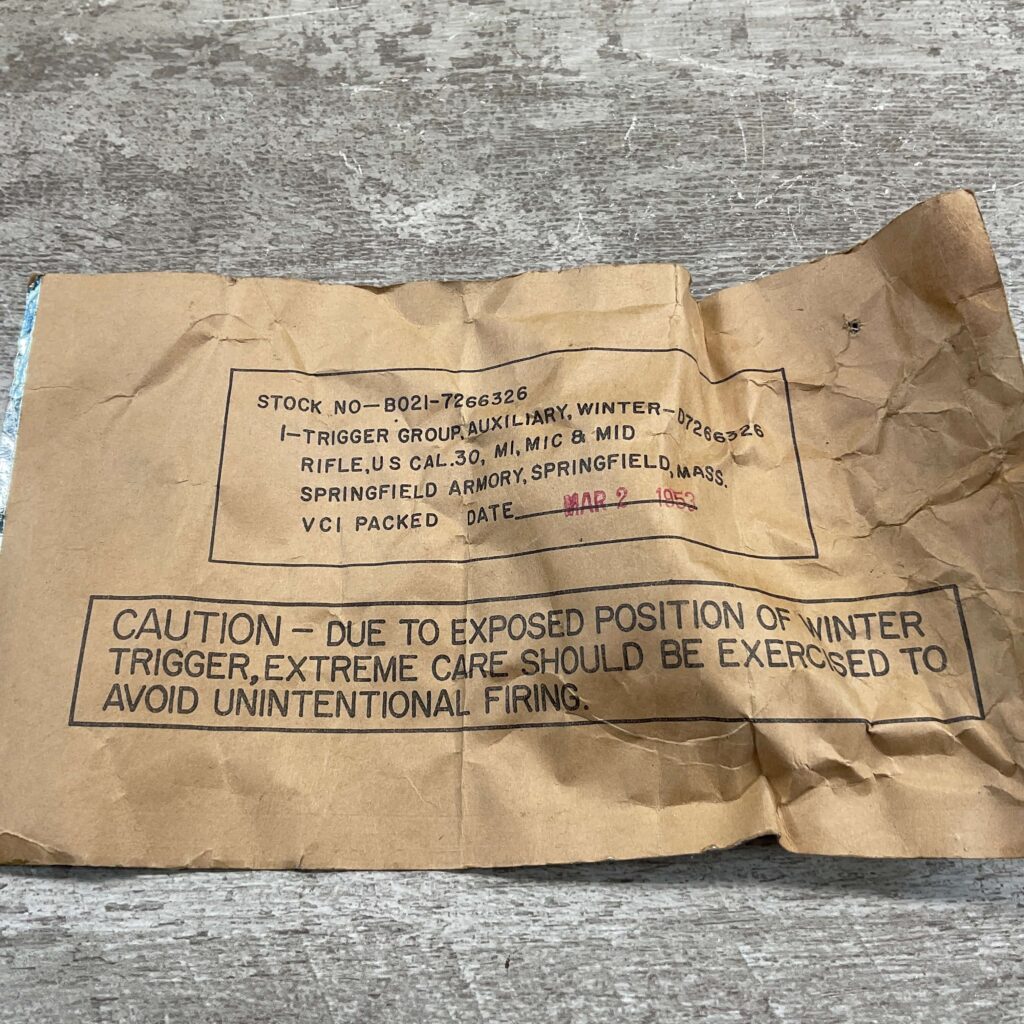 STOCK NO—B021-7266326
1—TRIGGER GROUP, AUXILIARY, WINTER—D7266326
RIFLE, U S CAL .30, M1, M1C & M1D
SPRINGFIELD ARMORY, SPRINGFIELD, MASS.
VCI PACKED DATE MAR 2 1953
CAUTION — DUE TO EXPOSED POSITION OF WINTER
TRIGGER, EXTREME CARE SHOULD BE EXERCISED TO
AVOID UNINTENTIONAL FIRING.